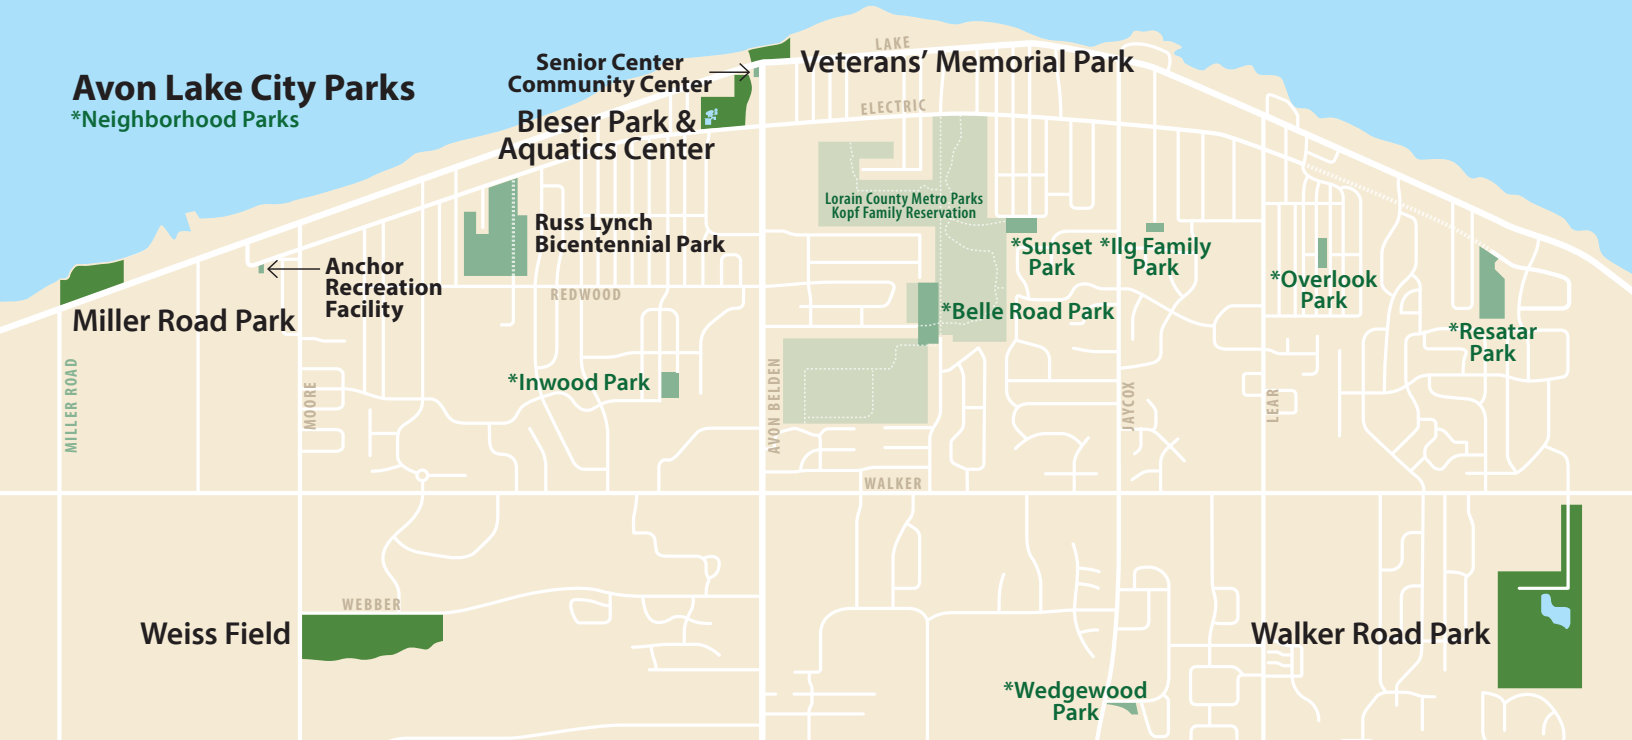 Avon Lake City Parks
*Neighborhood Parks
Senior Center
Community Center
Bleser Park &
Aquatics Center
LAKE
Veterans’ Memorial Park
ELECTRIC
Lorain County Metro Parks
Kopf Family Reservation
Russ Lynch
Bicentennial Park
Anchor
Recreation
Facility
Miller Road Park
REDWOOD
*Sunset
Park
*Ilg Family
Park
*Overlook
Park
*Belle Road Park
*Resatar
Park
*Inwood Park
MILLER ROAD
MOORE
AVON BELDEN
JAYCOX
LEAR
WALKER
WEBBER
Weiss Field
Walker Road Park
*Wedgewood
Park